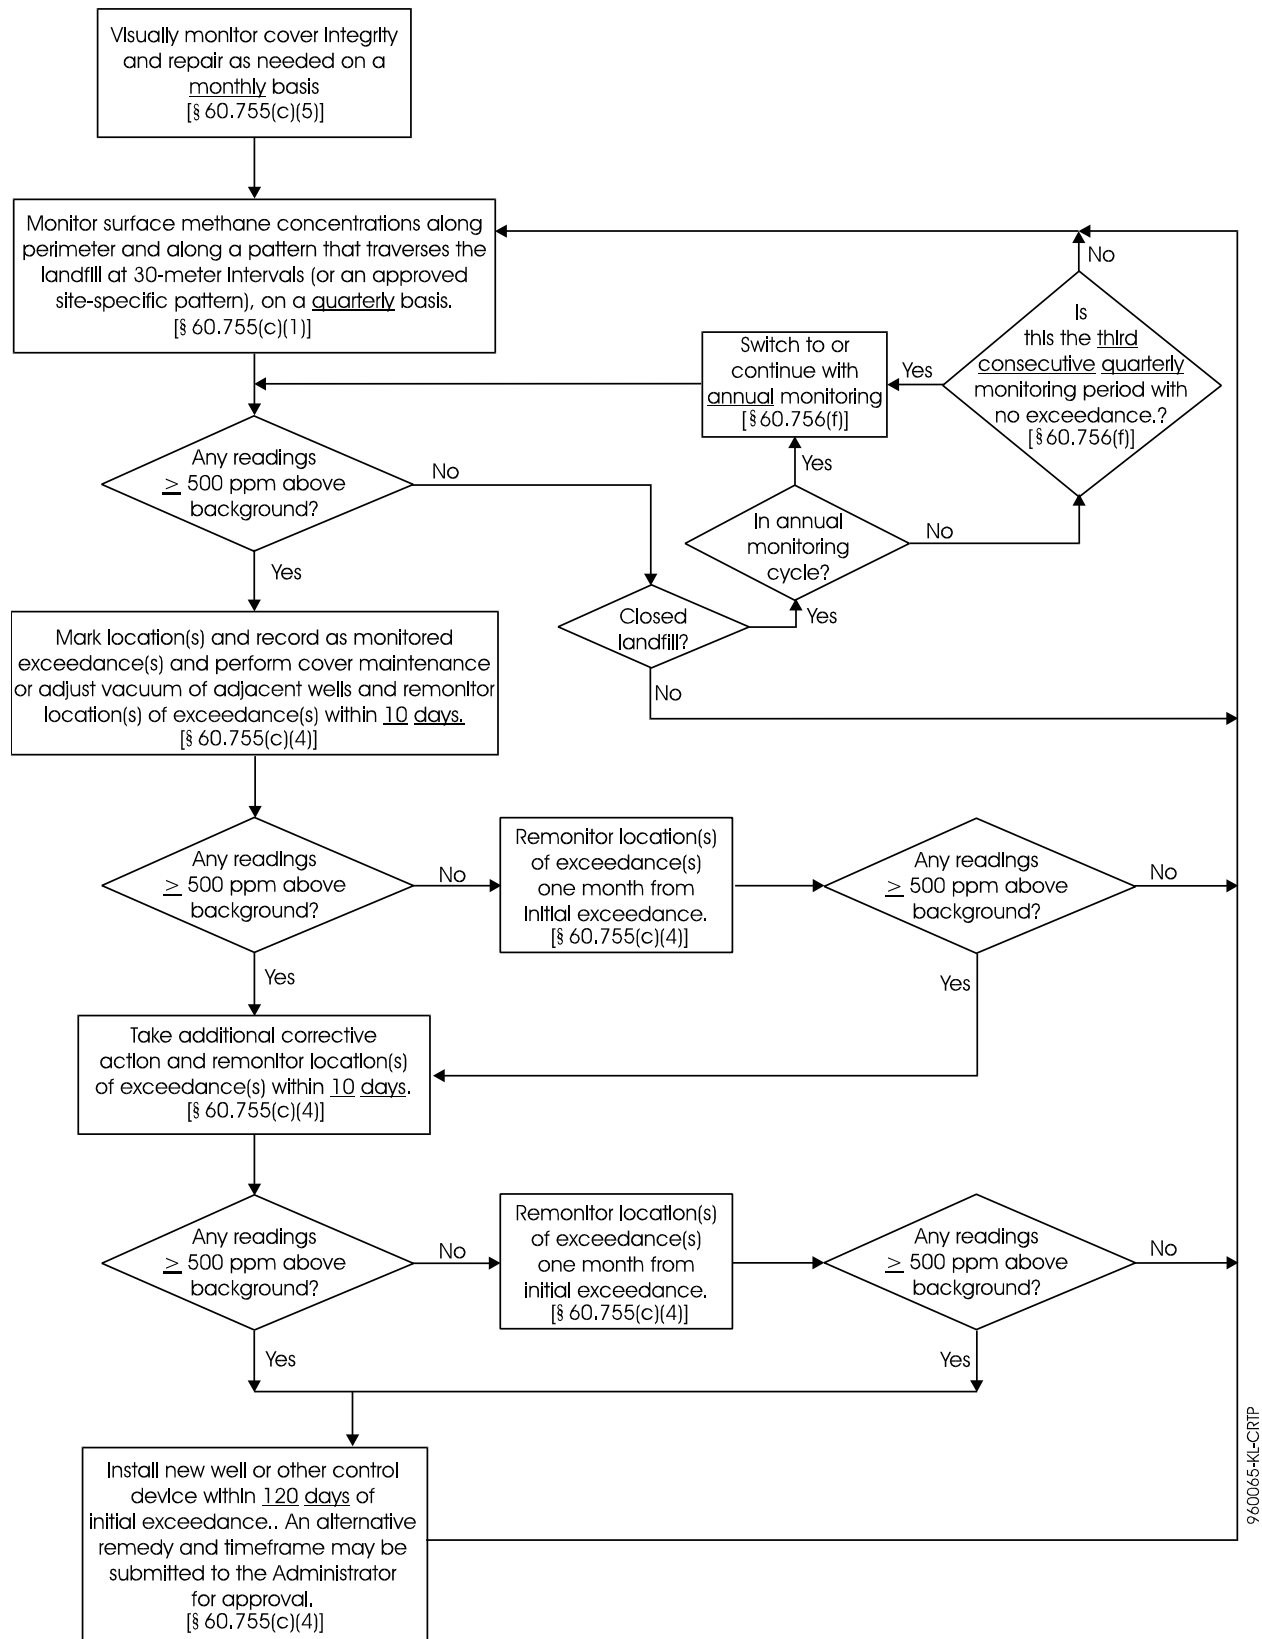 Visually monitor cover integrity
and repair as needed on a
monthly basis
[§ 60.755(c)(5)]
Monitor surface methane concentrations along
perimeter and along a pattern that traverses the
landfill at 30-meter intervals (or an approved
site-specific pattern), on a quarterly basis.
[§ 60.755(c)(1)]
No
Is
this the third
consecutive quarterly
monitoring period with
no exceedance.?
[§ 60.756(f)]
Yes
Switch to or
continue with
annual monitoring
[§ 60.756(f)]
Yes
Any readings
≥ 500 ppm above
background?
No
In annual
monitoring
cycle?
No
Yes
Closed
landfill?
Yes
No
Mark location(s) and record as monitored
exceedance(s) and perform cover maintenance
or adjust vacuum of adjacent wells and remonitor
location(s) of exceedance(s) within 10 days.
[§ 60.755(c)(4)]
Any readings
≥ 500 ppm above
background?
No
Remonitor location(s)
of exceedance(s)
one month from
initial exceedance.
[§ 60.755(c)(4)]
Any readings
≥ 500 ppm above
background?
No
Yes
Yes
Take additional corrective
action and remonitor location(s)
of exceedance(s) within 10 days.
[§ 60.755(c)(4)]
Any readings
≥ 500 ppm above
background?
No
Remonitor location(s)
of exceedance(s)
one month from
initial exceedance.
[§ 60.755(c)(4)]
Any readings
≥ 500 ppm above
background?
No
Yes
Yes
Install new well or other control
device within 120 days of
initial exceedance.. An alternative
remedy and timeframe may be
submitted to the Administrator
for approval.
[§ 60.755(c)(4)]
960065-KL-CRTP